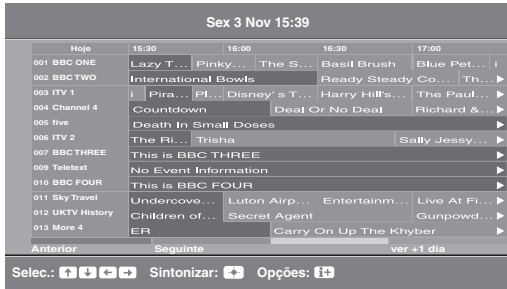 Sex 3 Nov 15:39
Hoje 15:30 16:00 16:30 17:00
001 BBC ONE Lazy T... Pinky... The S... Basil Brush Blue Pet... i
002 BBC TWO International Bowls Ready Steady Co... Th...
003 ITV 1 i Pira... Pl... Disney's T... Harry Hill's... The Paul...
004 Channel 4 Countdown Deal Or No Deal Richard &...
005 five Death In Small Doses
006 ITV 2 The Ri... Trisha Sally Jessy...
007 BBC THREE This is BBC THREE
009 Teletext No Event Information
010 BBC FOUR This is BBC FOUR
011 Sky Travel Undercove... Luton Airp... Entertainm... Live At Fi...
012 UKTV History Children of... Secret Agent Gunpowd...
013 More 4 ER Carry On Up The Khyber
Anterior Seguinte ver +1 dia
Selec.: Sintonizar: Opções: i+